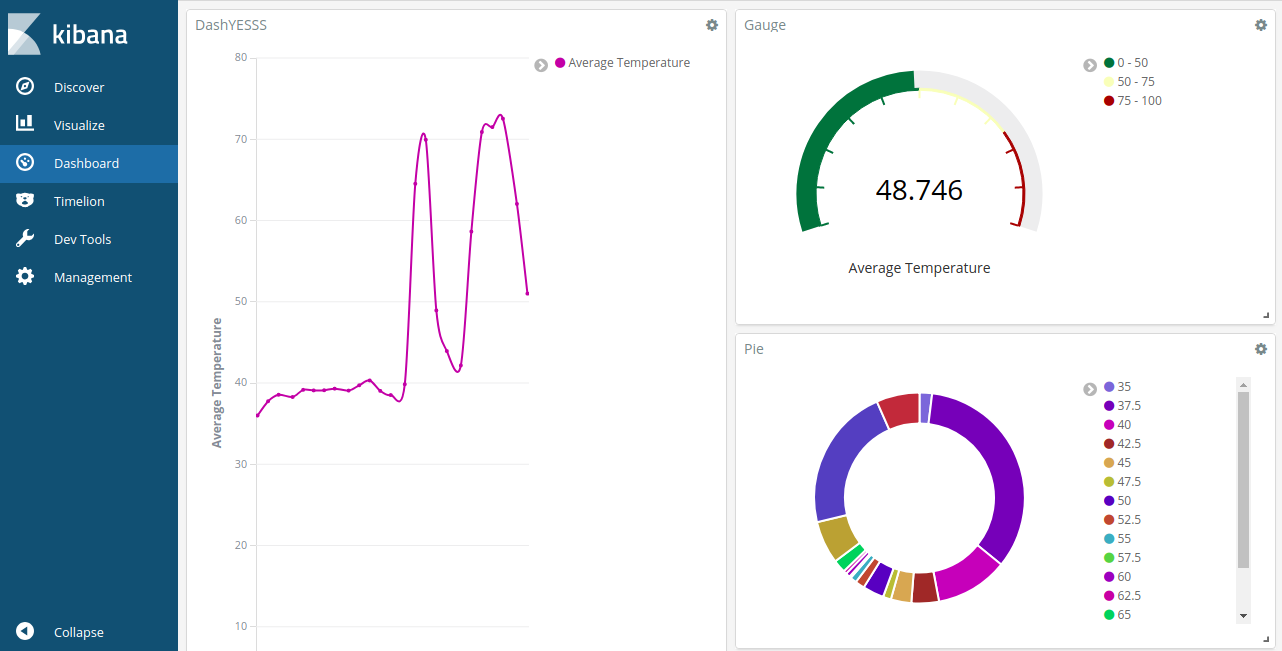 kibana
Discover
Visualize
Dashboard
Timelion
Dev Tools
Management
Collapse
DashYESSS
80
70
60
50
40
30
20
10
Average Temperature
Average Temperature
Gauge
48.746
Average Temperature
0 - 50
50 - 75
75 - 100
Pie
35
37.5
40
42.5
45
47.5
50
52.5
55
57.5
60
62.5
65